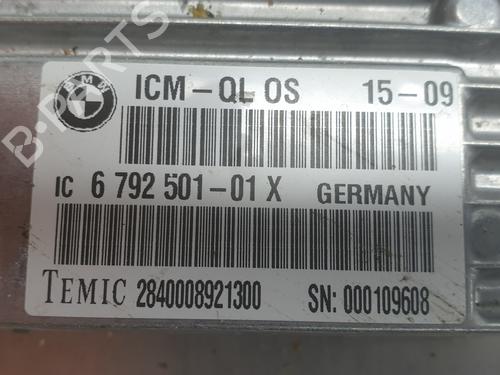 BMW
ICM-QL OS 15-09
IC 6 792 501-01 X GERMANY
TEMIC 2840008921300 SN: 000109608
B-PARTS